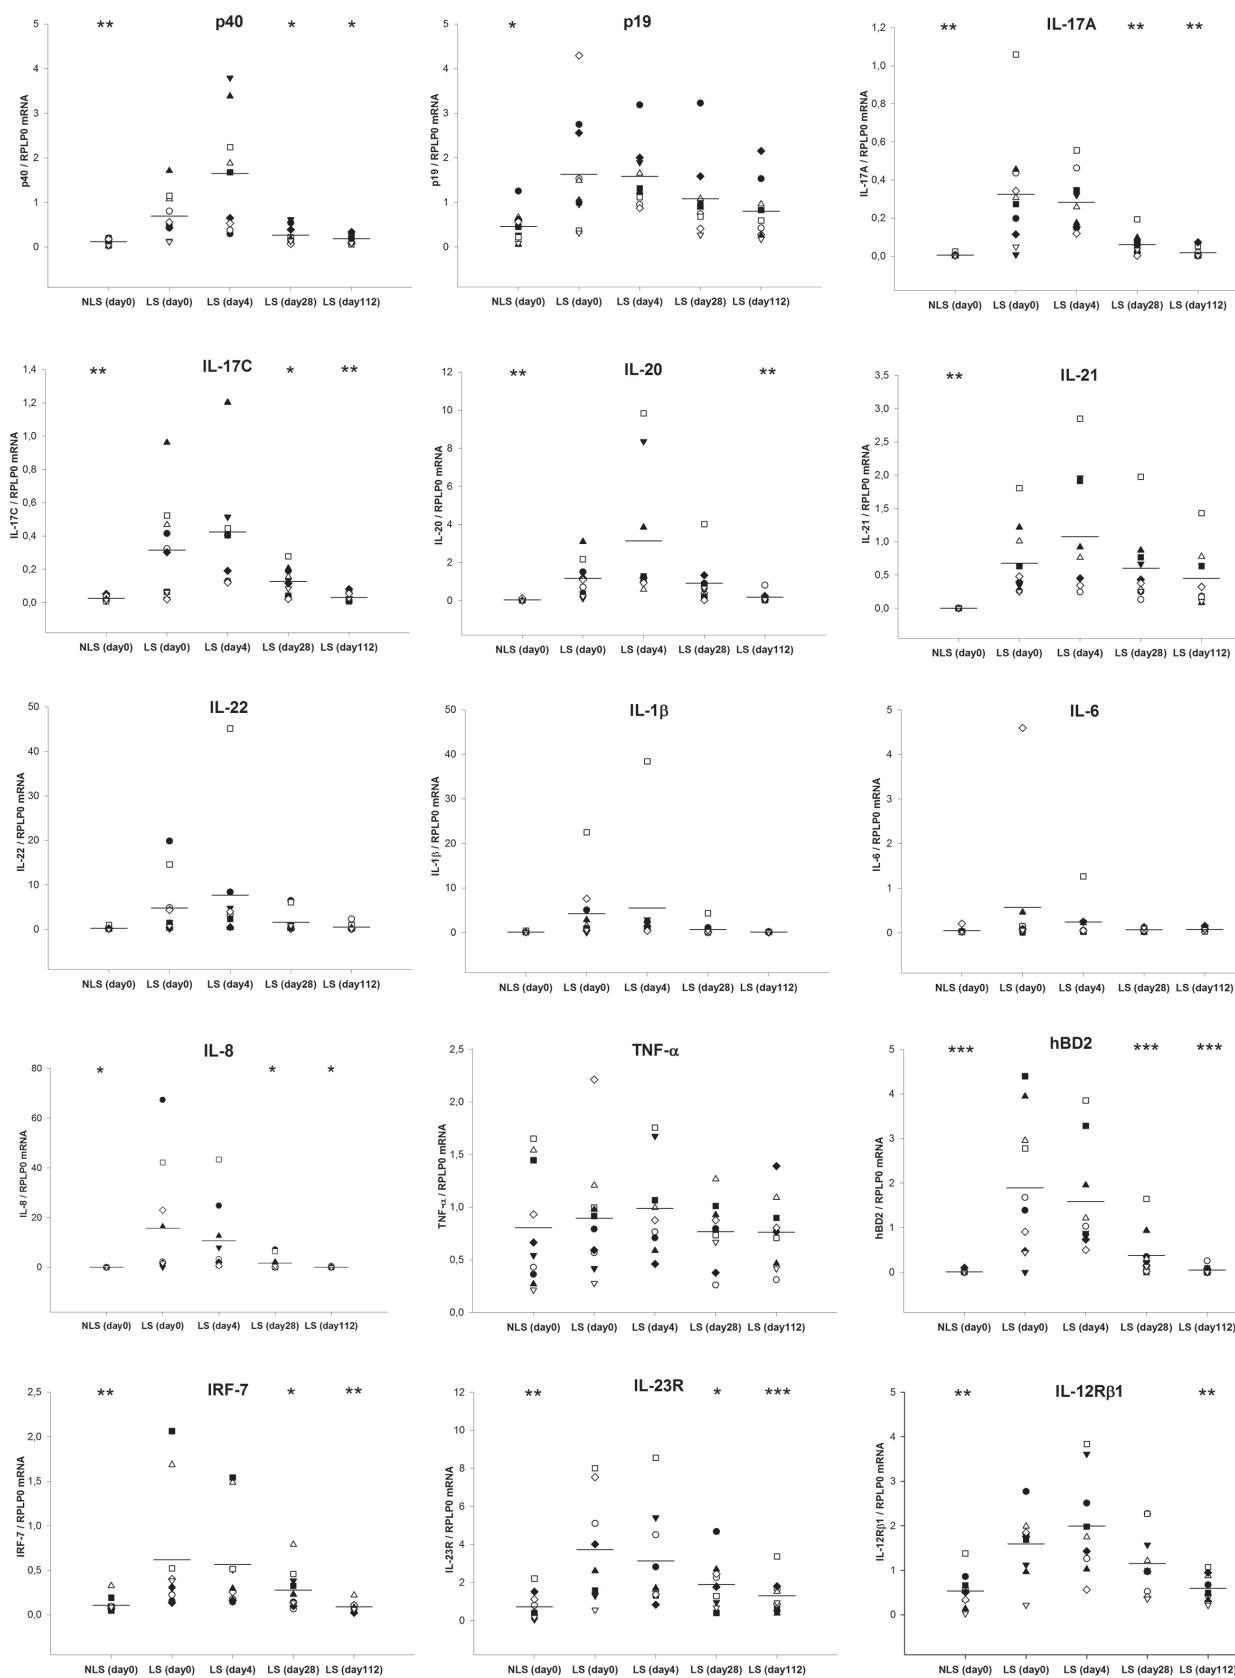 p40
** * *
p40 / RPLP0 mRNA
5
4
3
2
1
0
NLS (day0) LS (day0) LS (day4) LS (day28) LS (day112)
p19
*
p19 / RPLP0 mRNA
5
4
3
2
1
0
NLS (day0) LS (day0) LS (day4) LS (day28) LS (day112)
IL-17A
** ** **
IL-17A / RPLP0 mRNA
1,2
1,0
0,8
0,6
0,4
0,2
0,0
NLS (day0) LS (day0) LS (day4) LS (day28) LS (day112)
IL-17C
** * **
IL-17C / RPLP0 mRNA
1,4
1,2
1,0
0,8
0,6
0,4
0,2
0,0
NLS (day0) LS (day0) LS (day4) LS (day28) LS (day112)
IL-20
** **
IL-20 / RPLP0 mRNA
12
10
8
6
4
2
0
NLS (day0) LS (day0) LS (day4) LS (day28) LS (day112)
IL-21
**
IL-21 / RPLP0 mRNA
3,5
3,0
2,5
2,0
1,5
1,0
0,5
0,0
NLS (day0) LS (day0) LS (day4) LS (day28) LS (day112)
IL-22
IL-22 / RPLP0 mRNA
50
40
30
20
10
0
NLS (day0) LS (day0) LS (day4) LS (day28) LS (day112)
IL-1β
IL-1β / RPLP0 mRNA
50
40
30
20
10
0
NLS (day0) LS (day0) LS (day4) LS (day28) LS (day112)
IL-6
IL-6 / RPLP0 mRNA
5
4
3
2
1
0
NLS (day0) LS (day0) LS (day4) LS (day28) LS (day112)
IL-8
* * *
IL-8 / RPLP0 mRNA
80
60
40
20
0
NLS (day0) LS (day0) LS (day4) LS (day28) LS (day112)
TNF-α
TNF-α / RPLP0 mRNA
2,5
2,0
1,5
1,0
0,5
0,0
NLS (day0) LS (day0) LS (day4) LS (day28) LS (day112)
hBD2
*** *** ***
hBD2 / RPLP0 mRNA
5
4
3
2
1
0
NLS (day0) LS (day0) LS (day4) LS (day28) LS (day112)
IRF-7
** * **
IRF-7 / RPLP0 mRNA
2,5
2,0
1,5
1,0
0,5
0,0
NLS (day0) LS (day0) LS (day4) LS (day28) LS (day112)
IL-23R
** * ***
IL-23R / RPLP0 mRNA
12
10
8
6
4
2
0
NLS (day0) LS (day0) LS (day4) LS (day28) LS (day112)
IL-12Rβ1
** **
IL-12Rβ1 / RPLP0 mRNA
5
4
3
2
1
0
NLS (day0) LS (day0) LS (day4) LS (day28) LS (day112)